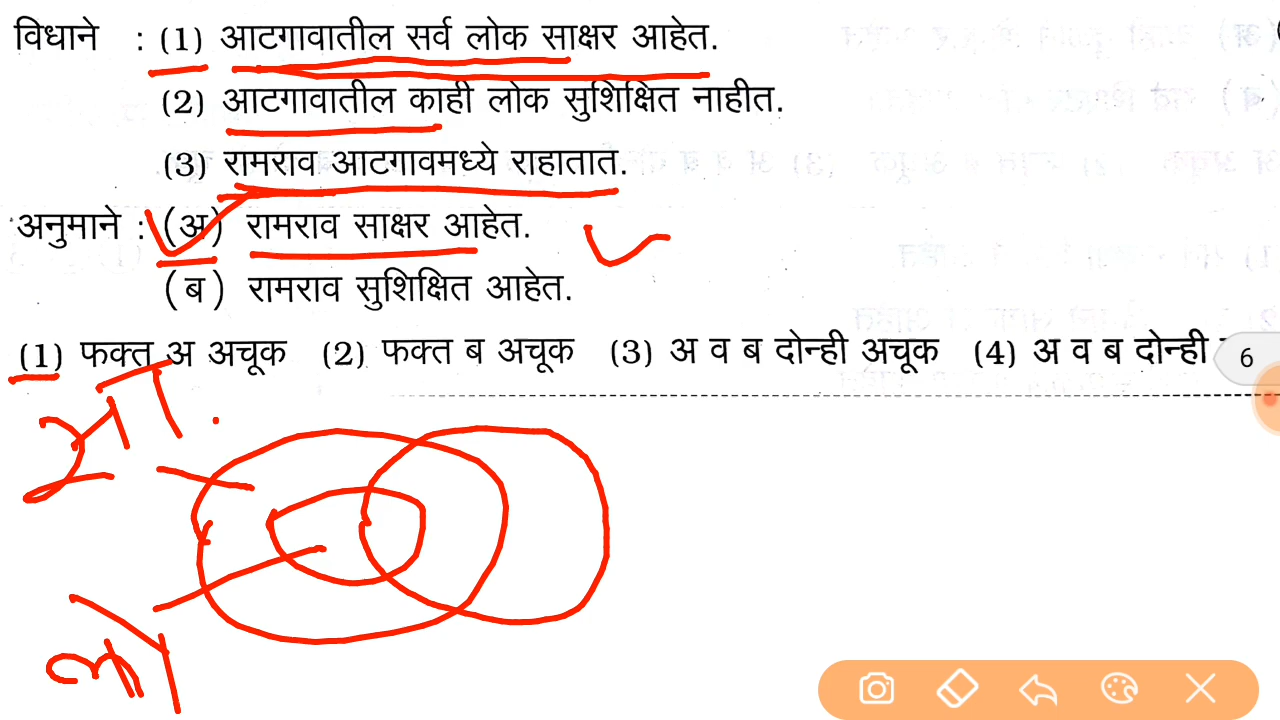 विधाने : (1) आटगावातील सर्व लोक साक्षर आहेत.
(2) आटगावातील काही लोक सुशिक्षित नाहीत.
(3) रामराव आटगावमध्ये राहातात.
अनुमाने : (अ) रामराव साक्षर आहेत.
(ब) रामराव सुशिक्षित आहेत.
(1) फक्त अ अचूक (2) फक्त ब अचूक (3) अ व ब दोन्ही अचूक (4) अ व ब दोन्ही
6